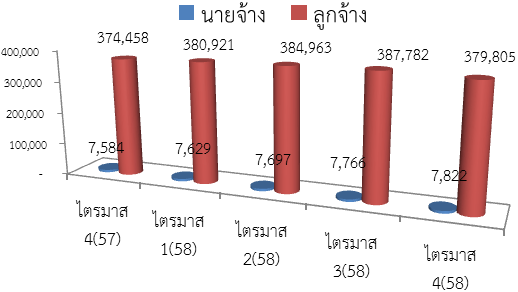 นายจ้าง ลูกจ้าง
374,458 380,921 384,963 387,782 379,805
400,000
300,000
200,000
100,000
-
7,584 7,629 7,697 7,766 7,822
ไตรมาส 4(57)
ไตรมาส 1(58)
ไตรมาส 2(58)
ไตรมาส 3(58)
ไตรมาส 4(58)